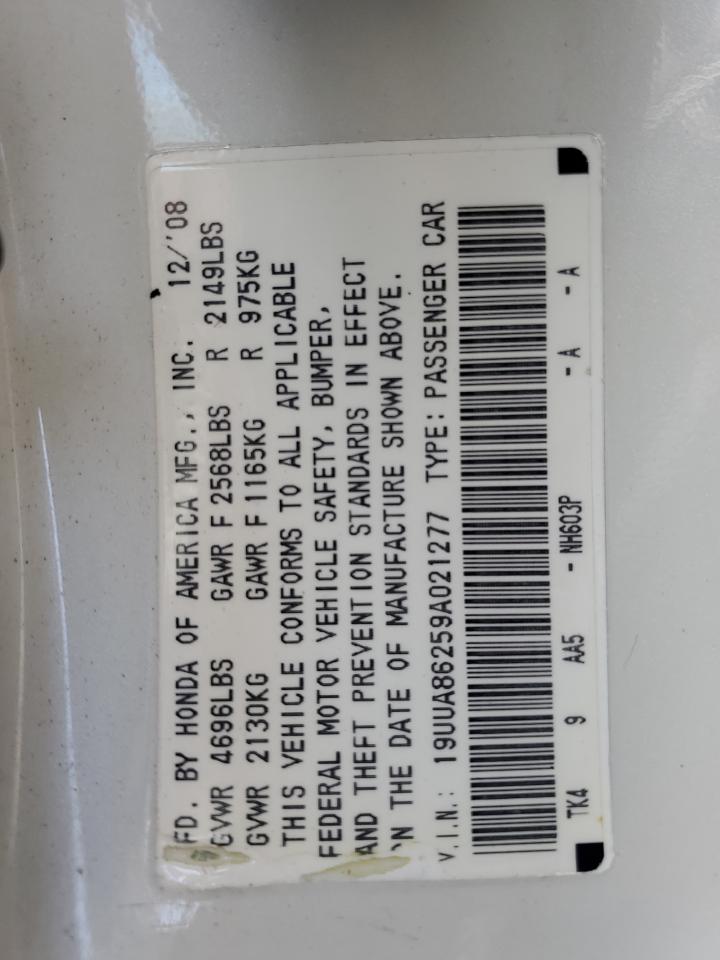 FD. BY HONDA OF AMERICA MFG., INC. 12/'08
GVWR 4696LBS GAWR F 2568LBS R 2149LBS
GVWR 2130KG GAWR F 1165KG R 975KG
THIS VEHICLE CONFORMS TO ALL APPLICABLE
FEDERAL MOTOR VEHICLE SAFETY, BUMPER,
AND THEFT PREVENTION STANDARDS IN EFFECT
N THE DATE OF MANUFACTURE SHOWN ABOVE.
V.I.N.: 19UUA86259A021277 TYPE: PASSENGER CAR
TK4 9 AA5 - NH603P - A - A